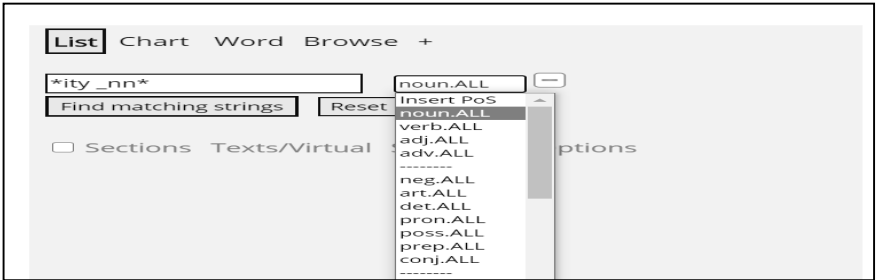 List Chart Word Browse +
*ity _nn* noun.ALL
Find matching strings Reset
Insert PoS
noun.ALL
verb.ALL
adj.ALL
adv.ALL
--------
Sections Texts/Virtual S ptions
neg.ALL
art.ALL
det.ALL
pron.ALL
poss.ALL
prep.ALL
conj.ALL
--------